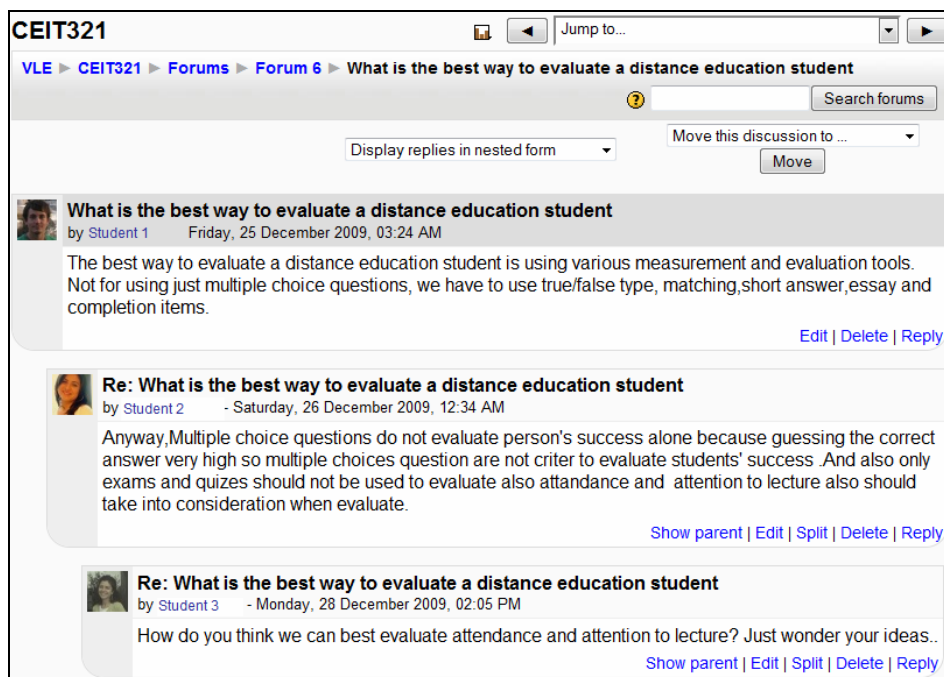 CEIT321
Jump to...
VLE ► CEIT321 ► Forums ► Forum 6 ► What is the best way to evaluate a distance education student
Search forums
Display replies in nested form
Move this discussion to ...
Move
What is the best way to evaluate a distance education student
by Student 1 Friday, 25 December 2009, 03:24 AM
The best way to evaluate a distance education student is using various measurement and evaluation tools.
Not for using just multiple choice questions, we have to use true/false type, matching,short answer,essay and
completion items.
Edit | Delete | Reply
Re: What is the best way to evaluate a distance education student
by Student 2 - Saturday, 26 December 2009, 12:34 AM
Anyway,Multiple choice questions do not evaluate person's success alone because guessing the correct
answer very high so multiple choices question are not criter to evaluate students' success .And also only
exams and quizes should not be used to evaluate also attandance and attention to lecture also should
take into consideration when evaluate.
Show parent | Edit | Split | Delete | Reply
Re: What is the best way to evaluate a distance education student
by Student 3 - Monday, 28 December 2009, 02:05 PM
How do you think we can best evaluate attendance and attention to lecture? Just wonder your ideas..
Show parent | Edit | Split | Delete | Reply